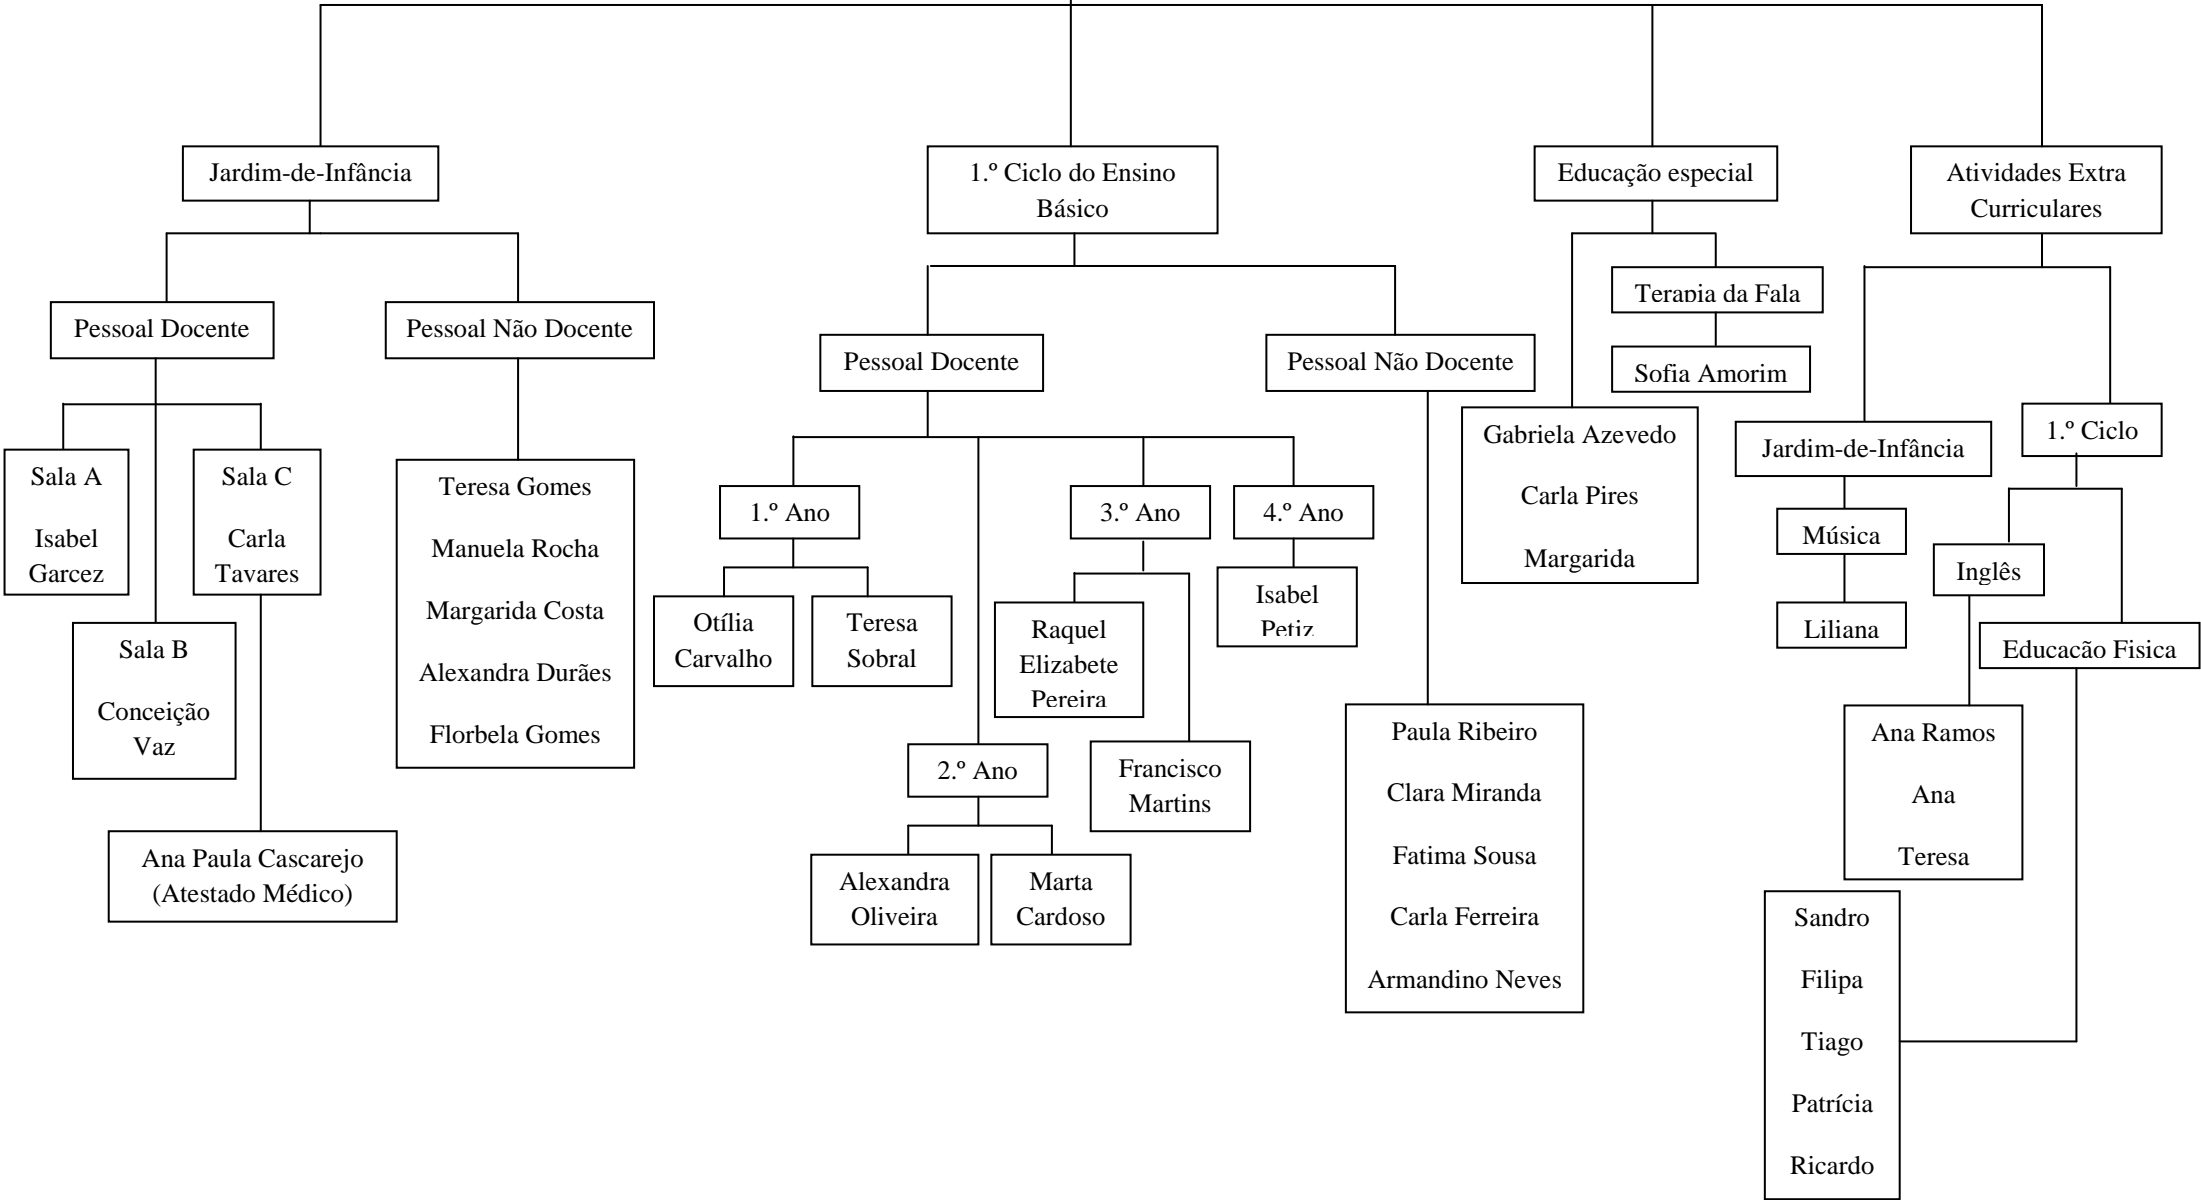 Jardim-de-Infância
1.º Ciclo do Ensino
Básico
Educação especial
Atividades Extra
Curriculares
Pessoal Docente
Pessoal Não Docente
Sala A
Isabel
Garcez
Sala B
Conceição
Vaz
Sala C
Carla
Tavares
Ana Paula Cascarejo
(Atestado Médico)
Teresa Gomes
Manuela Rocha
Margarida Costa
Alexandra Durães
Florbela Gomes
Pessoal Docente
Pessoal Não Docente
1.º Ano
Otília
Carvalho
Teresa
Sobral
2.º Ano
Alexandra
Oliveira
Marta
Cardoso
3.º Ano
Raquel
Elizabete
Pereira
Francisco
Martins
4.º Ano
Isabel
Petiz
Paula Ribeiro
Clara Miranda
Fatima Sousa
Carla Ferreira
Armandino Neves
Terapia da Fala
Sofia Amorim
Gabriela Azevedo
Carla Pires
Margarida
Jardim-de-Infância
Música
Liliana
1.º Ciclo
Inglês
Ana Ramos
Ana
Teresa
Educação Fisica
Sandro
Filipa
Tiago
Patrícia
Ricardo